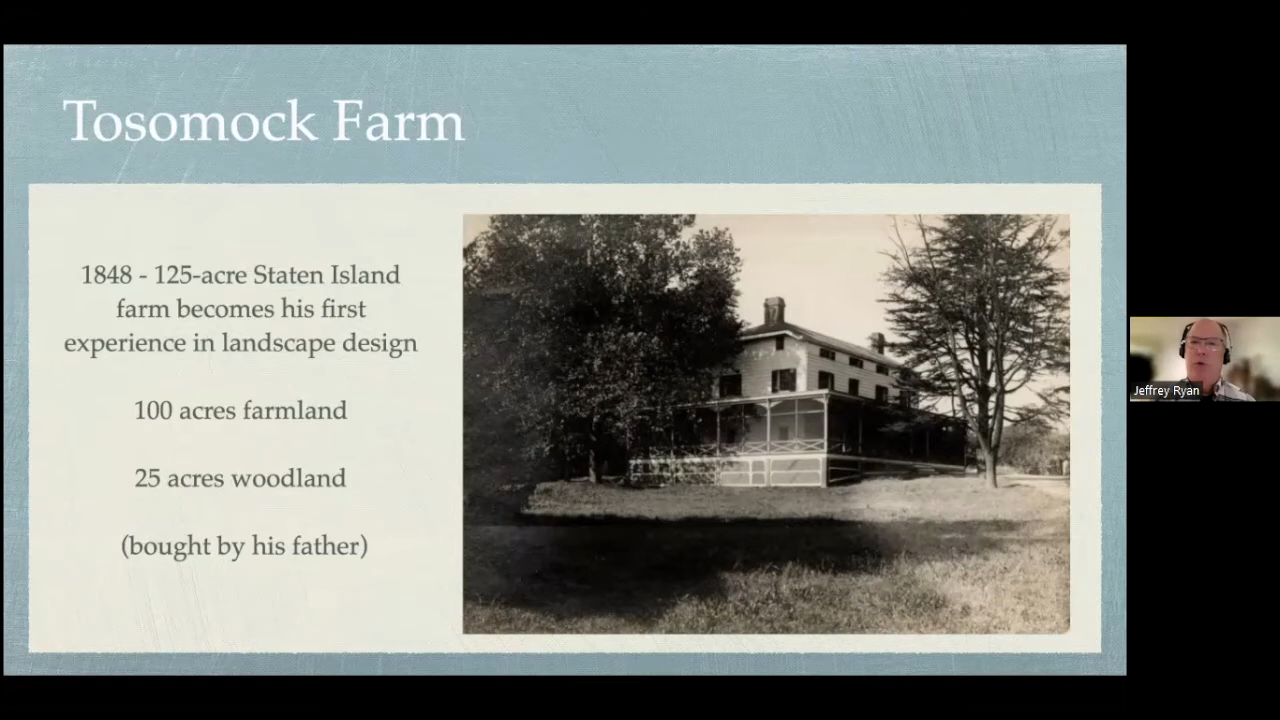 Tosomock Farm
1848 - 125-acre Staten Island
farm becomes his first
experience in landscape design
100 acres farmland
25 acres woodland
(bought by his father)
Jeffrey Ryan